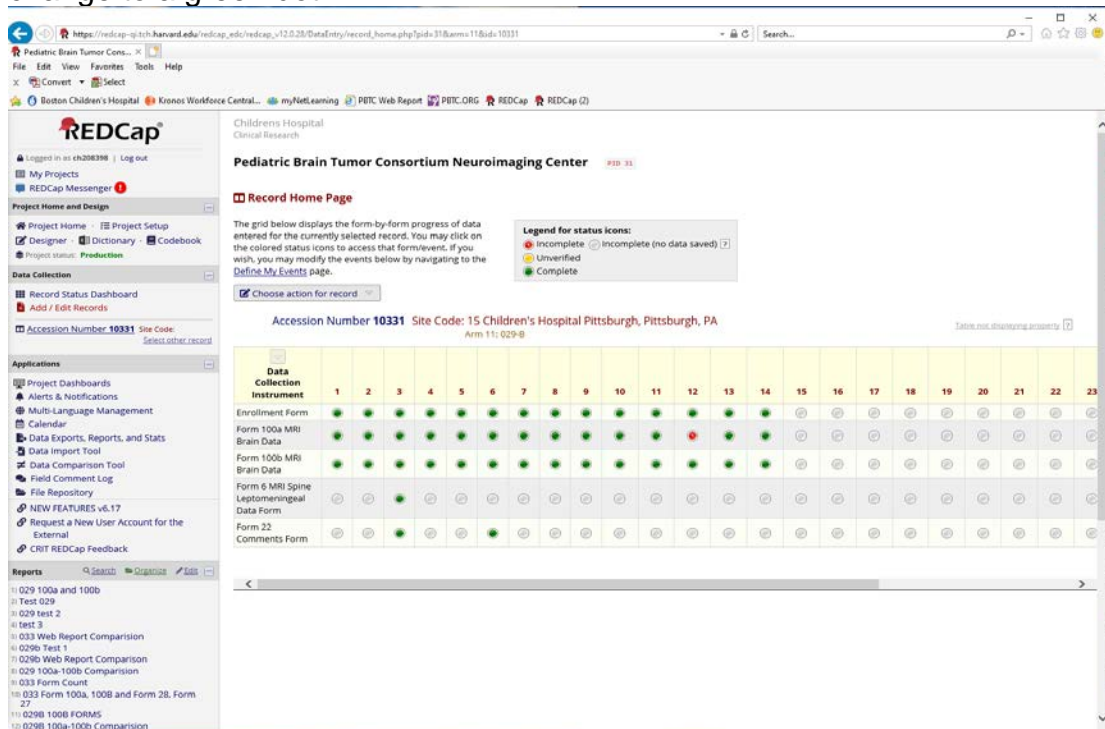 https://redcap-qi.tch.harvard.edu/redcap_edc/redcap_v12.0.28/DataEntry/record_home.php?pid=31&arm=11&id=10331
Search...
Pediatric Brain Tumor Cons...
File Edit View Favorites Tools Help
x Convert Select
Boston Children's Hospital Kronos Workforce Central... myNetLearning PBTC Web Report PBTC.ORG REDCap REDCap (2)
REDCap
Logged in as ch208398 | Log out
My Projects
REDCap Messenger
Project Home and Design
Project Home · Project Setup
Designer · Dictionary · Codebook
Project status: Production
Data Collection
Record Status Dashboard
Add / Edit Records
Accession Number 10331 Site Code:
Select other record
Applications
Project Dashboards
Alerts & Notifications
Multi-Language Management
Calendar
Data Exports, Reports, and Stats
Data Import Tool
Data Comparison Tool
Field Comment Log
File Repository
NEW FEATURES v6.17
Request a New User Account for the
External
CRIT REDCap Feedback
Reports Search Organize Edit
1) 029 100a and 100b
2) Test 029
3) 029 test 2
4) test 3
5) 033 Web Report Comparision
6) 029b Test 1
7) 029b Web Report Comparison
8) 029 100a-100b Comparision
9) 033 Form Count
10) 033 Form 100a, 100B and Form 28, Form
27
11) 029B 100B FORMS
12) 029B 100a-100b Comparision
Childrens Hospital
Clinical Research
Pediatric Brain Tumor Consortium Neuroimaging Center PID 31
Record Home Page
The grid below displays the form-by-form progress of data
entered for the currently selected record. You may click on
the colored status icons to access that form/event. If you
wish, you may modify the events below by navigating to the
Define My Events page.
Legend for status icons:
Incomplete Incomplete (no data saved) ?
Unverified
Complete
Choose action for record
Accession Number 10331 Site Code: 15 Children's Hospital Pittsburgh, Pittsburgh, PA
Arm 11: 029-B
Table not displaying properly ?
Data
Collection
Instrument 1 2 3 4 5 6 7 8 9 10 11 12 13 14 15 16 17 18 19 20 21 22 23
Enrollment Form
Form 100a MRI
Brain Data
Form 100b MRI
Brain Data
Form 6 MRI Spine
Leptomeningeal
Data Form
Form 22
Comments Form